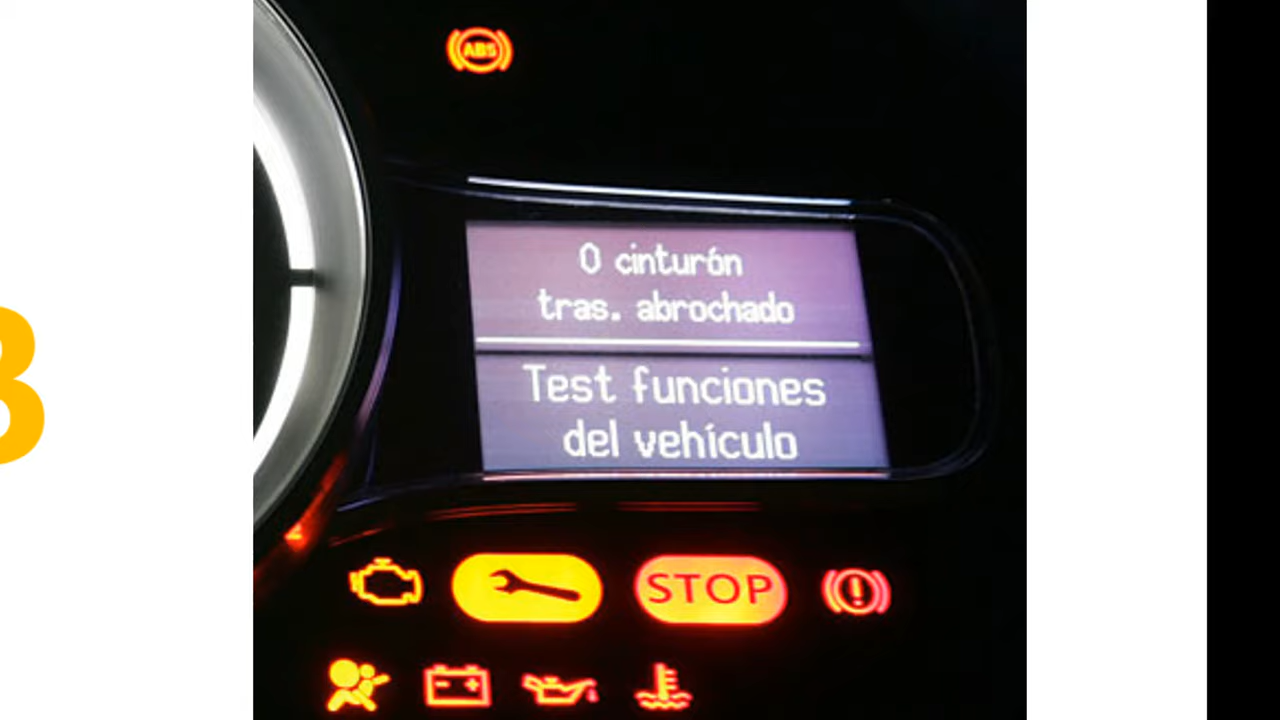 ABS
0 cinturón
tras. abrochado
Test funciones
del vehículo
STOP